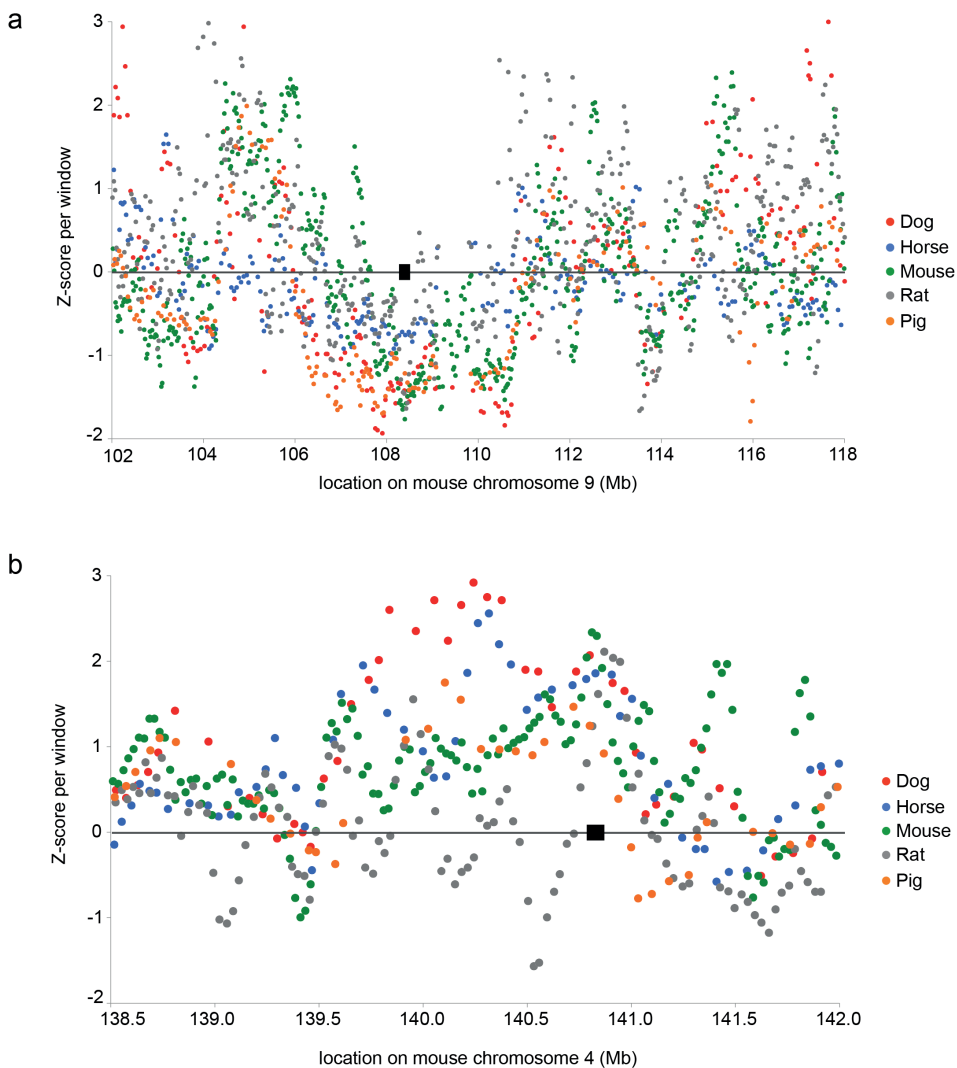 a
3
2
1
0
-1
-2
Z-score per window
102 104 106 108 110 112 114 116 118
location on mouse chromosome 9 (Mb)
Dog
Horse
Mouse
Rat
Pig
b
3
2
1
0
-1
-2
Z-score per window
138.5 139.0 139.5 140.0 140.5 141.0 141.5 142.0
location on mouse chromosome 4 (Mb)
Dog
Horse
Mouse
Rat
Pig